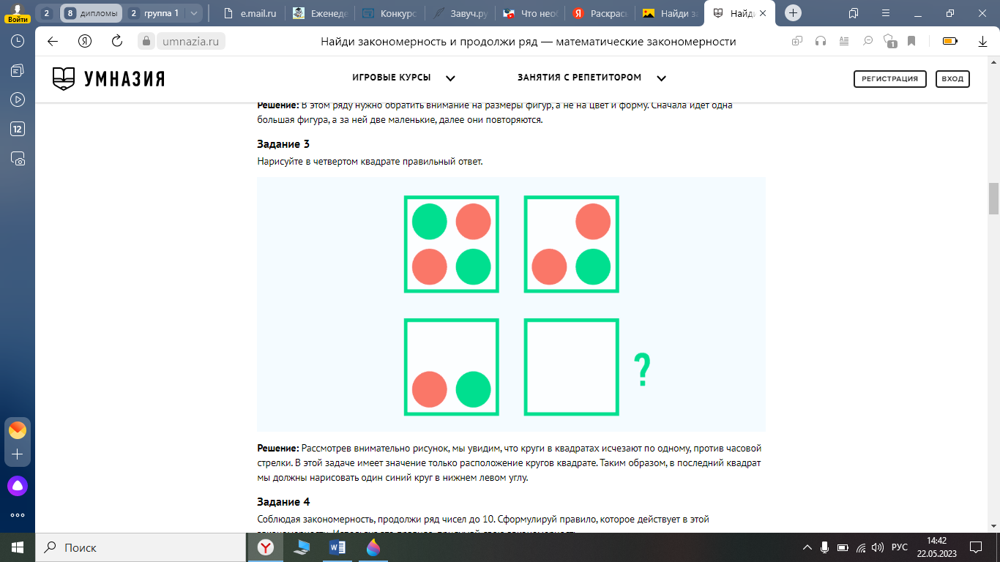 Войти
2
8 дипломы
2 группа 1
e.mail.ru
Еженеде
Конкурс
Завуч.ру
Что необ
Раскрась
Найди за
Найди
umnazia.ru
Найди закономерность и продолжи ряд — математические закономерности
1
УМНАЗИЯ
ИГРОВЫЕ КУРСЫ
ЗАНЯТИЯ С РЕПЕТИТОРОМ
РЕГИСТРАЦИЯ
ВХОД
12
Решение: В этом ряду нужно обратить внимание на размеры фигур, а не на цвет и форму. Сначала идет одна
большая фигура, а за ней две маленькие, далее они повторяются.
Задание 3
Нарисуйте в четвертом квадрате правильный ответ.
?
Решение: Рассмотрев внимательно рисунок, мы увидим, что круги в квадратах исчезают по одному, против часовой
стрелки. В этой задаче имеет значение только расположение кругов квадрате. Таким образом, в последний квадрат
мы должны нарисовать один синий круг в нижнем левом углу.
Задание 4
Соблюдая закономерность, продолжи ряд чисел до 10. Сформулируй правило, которое действует в этой
Поиск
РУС
14:42
22.05.2023